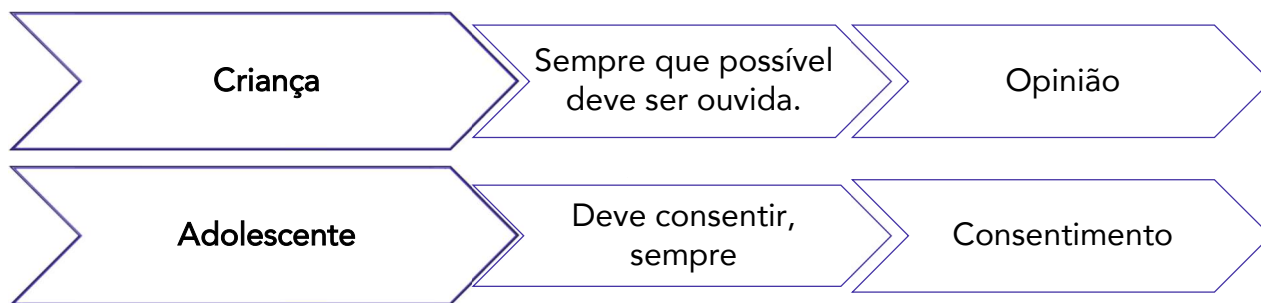 Criança
Sempre que possível
deve ser ouvida.
Opinião
Adolescente
Deve consentir,
sempre
Consentimento